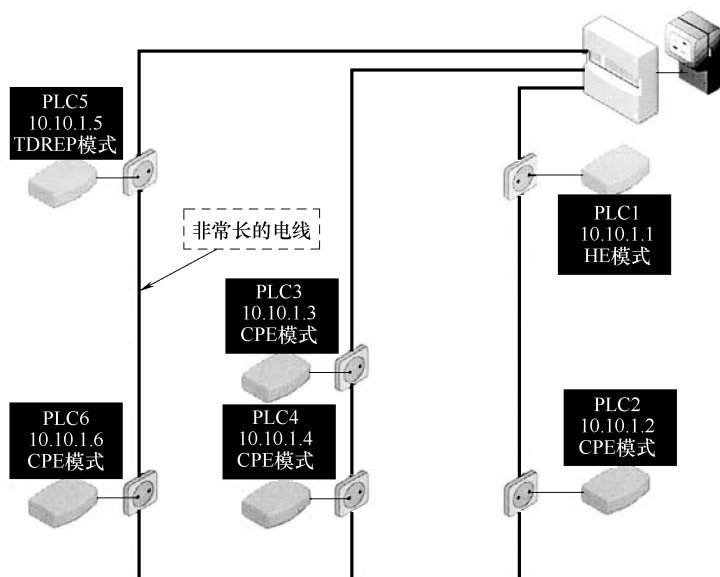 PLC5
10.10.1.5
TDREP模式
PLC1
10.10.1.1
HE模式
非常长的电线
PLC3
10.10.1.3
CPE模式
PLC6
10.10.1.6
CPE模式
PLC4
10.10.1.4
CPE模式
PLC2
10.10.1.2
CPE模式